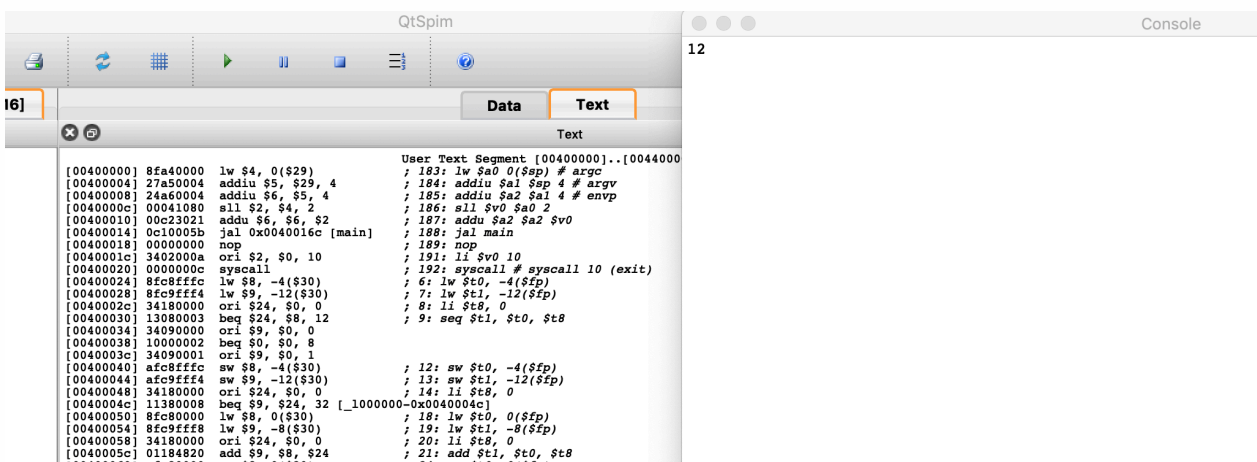 QtSpim
Console
12
16]
Data Text
Text
User Text Segment [00400000]..[0044000
[00400000] 8fa40000 lw $4, 0($29) ; 183: lw $a0 0($sp) # argc
[00400004] 27a50004 addiu $5, $29, 4 ; 184: addiu $a1 $sp 4 # argv
[00400008] 24a60004 addiu $6, $5, 4 ; 185: addiu $a2 $a1 4 # envp
[0040000c] 00041080 sll $2, $4, 2 ; 186: sll $v0 $a0 2
[00400010] 00c23021 addu $6, $6, $2 ; 187: addu $a2 $a2 $v0
[00400014] 0c10005b jal 0x0040016c [main] ; 188: jal main
[00400018] 00000000 nop ; 189: nop
[0040001c] 3402000a ori $2, $0, 10 ; 191: li $v0 10
[00400020] 0000000c syscall ; 192: syscall # syscall 10 (exit)
[00400024] 8fc8fffc lw $8, -4($30) ; 6: lw $t0, -4($fp)
[00400028] 8fc9fff4 lw $9, -12($30) ; 7: lw $t1, -12($fp)
[0040002c] 34180000 ori $24, $0, 0 ; 8: li $t8, 0
[00400030] 13080003 beq $24, $8, 12 ; 9: seq $t1, $t0, $t8
[00400034] 34090000 ori $9, $0, 0
[00400038] 10000002 beq $0, $0, 8
[0040003c] 34090001 ori $9, $0, 1
[00400040] afc8fffc sw $8, -4($30) ; 12: sw $t0, -4($fp)
[00400044] afc9fff4 sw $9, -12($30) ; 13: sw $t1, -12($fp)
[00400048] 34180000 ori $24, $0, 0 ; 14: li $t8, 0
[0040004c] 11380008 beq $9, $24, 32 [_l000000-0x0040004c]
[00400050] 8fc80000 lw $8, 0($30) ; 18: lw $t0, 0($fp)
[00400054] 8fc9fff8 lw $9, -8($30) ; 19: lw $t1, -8($fp)
[00400058] 34180000 ori $24, $0, 0 ; 20: li $t8, 0
[0040005c] 01184820 add $9, $8, $24 ; 21: add $t1, $t0, $t8